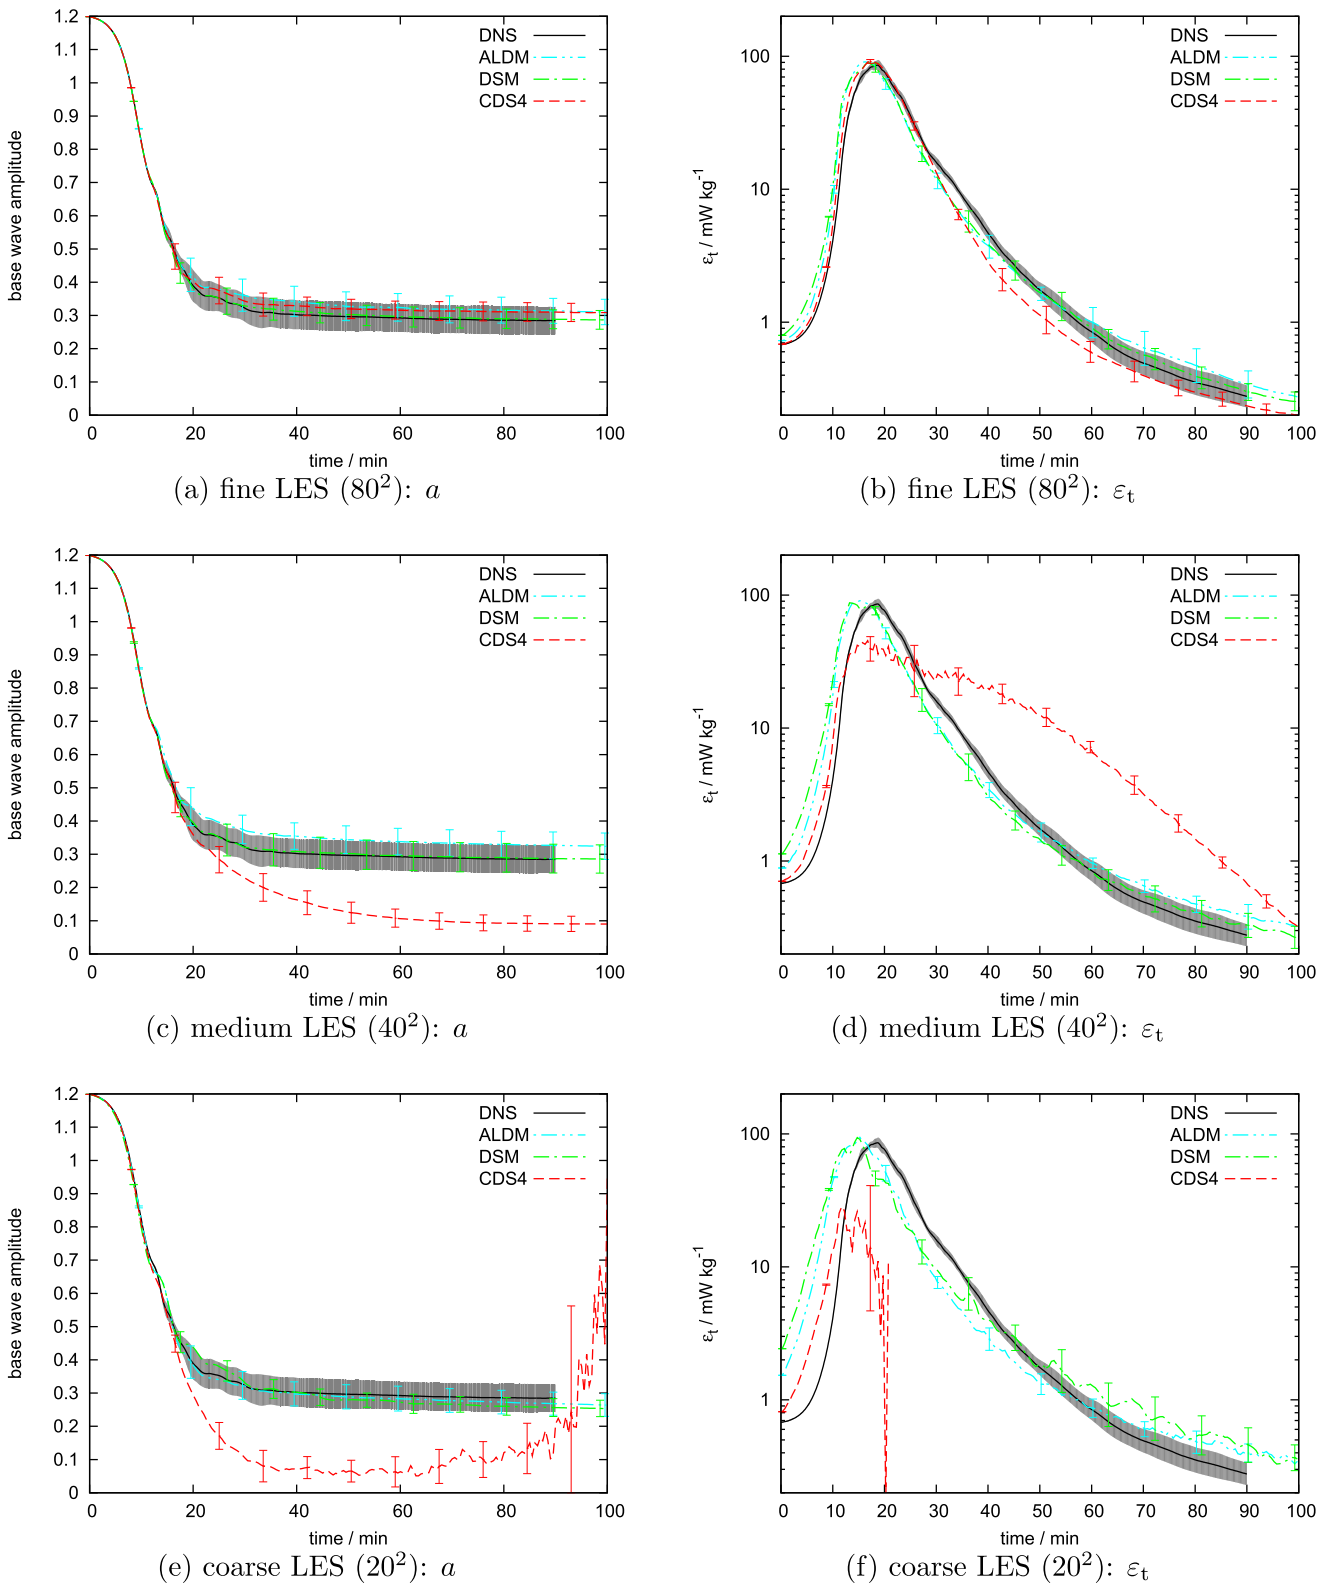 1.2
1.1
1
0.9
0.8
0.7
0.6
0.5
0.4
0.3
0.2
0.1
0
base wave amplitude
DNS
ALDM
DSM
CDS4
0 20 40 60 80 100
time / min
(a) fine LES (80²): a
100
10
1
εt / mW kg-1
DNS
ALDM
DSM
CDS4
0 10 20 30 40 50 60 70 80 90 100
time / min
(b) fine LES (80²): εt
1.2
1.1
1
0.9
0.8
0.7
0.6
0.5
0.4
0.3
0.2
0.1
0
base wave amplitude
DNS
ALDM
DSM
CDS4
0 20 40 60 80 100
time / min
(c) medium LES (40²): a
100
10
1
εt / mW kg-1
DNS
ALDM
DSM
CDS4
0 10 20 30 40 50 60 70 80 90 100
time / min
(d) medium LES (40²): εt
1.2
1.1
1
0.9
0.8
0.7
0.6
0.5
0.4
0.3
0.2
0.1
0
base wave amplitude
DNS
ALDM
DSM
CDS4
0 20 40 60 80 100
time / min
(e) coarse LES (20²): a
100
10
1
εt / mW kg-1
DNS
ALDM
DSM
CDS4
0 10 20 30 40 50 60 70 80 90 100
time / min
(f) coarse LES (20²): εt